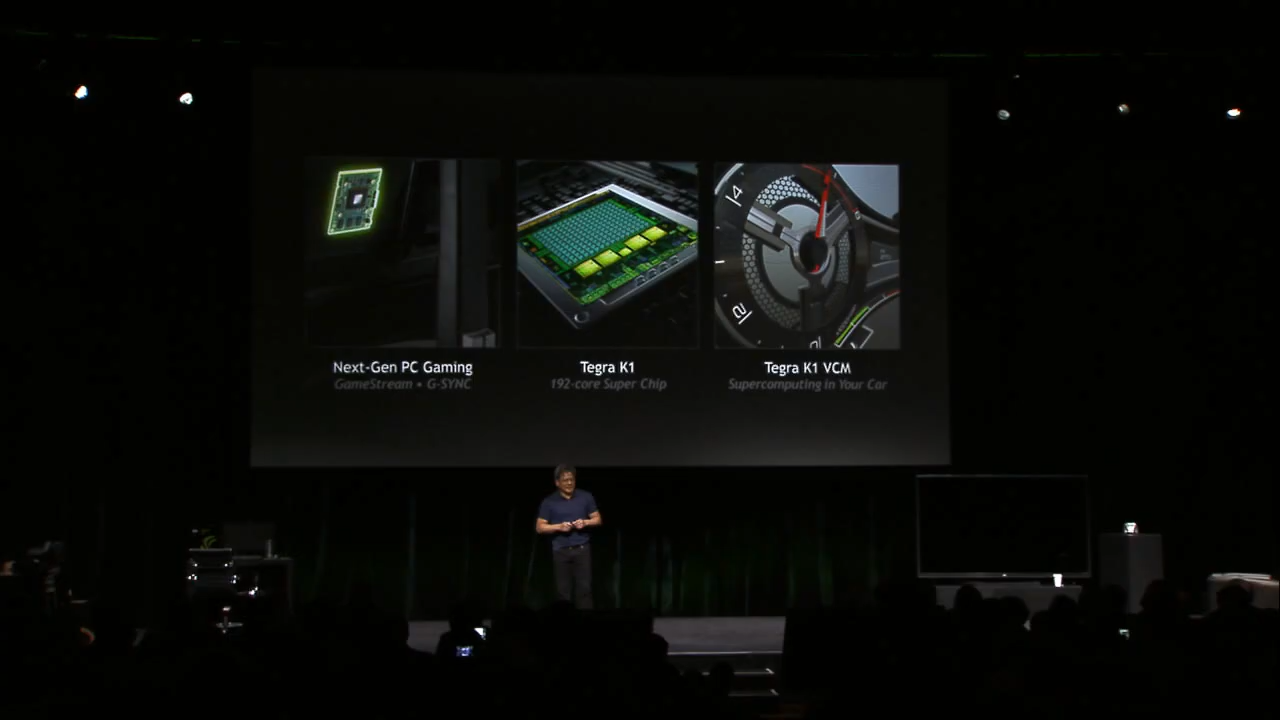 Next-Gen PC Gaming
GameStream • G-SYNC
Tegra K1
192-core Super Chip
Tegra K1 VCM
Supercomputing in Your Car